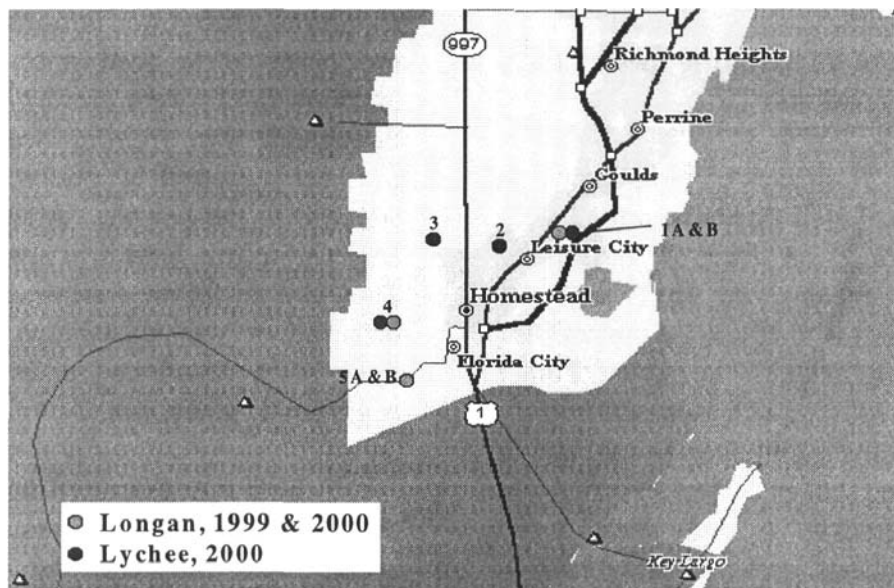 997
Richmond Heights
Perrine
Goulds
3
2
1A & B
Leisure City
Homestead
4
Florida City
5A & B
1
Longan, 1999 & 2000
Lychee, 2000
Key Largo